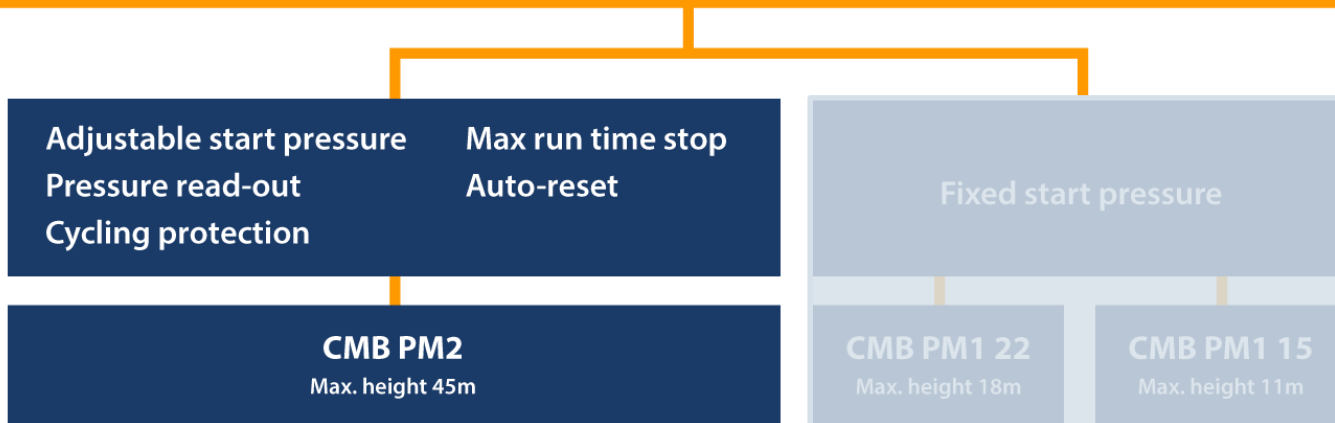 Adjustable start pressure
Pressure read-out
Cycling protection
Max run time stop
Auto-reset
CMB PM2
Max. height 45m
Fixed start pressure
CMB PM1 22
Max. height 18m
CMB PM1 15
Max. height 11m